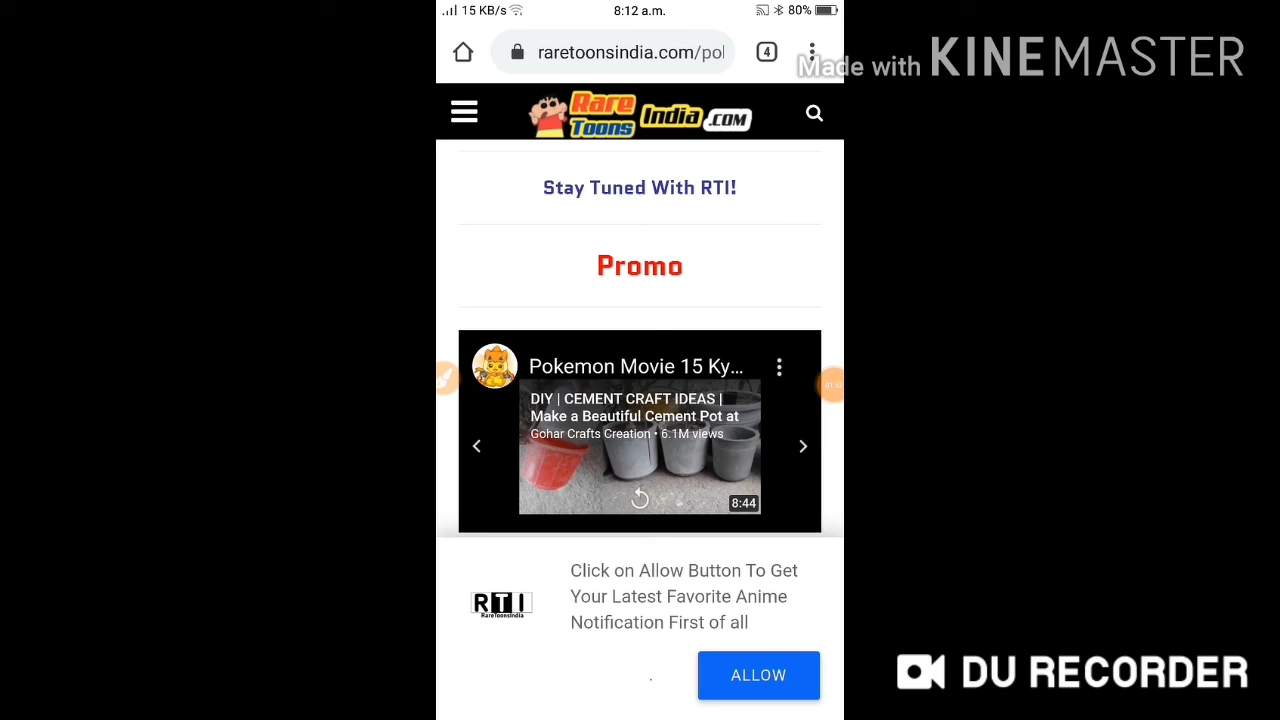 15 KB/s
8:12 a.m.
80%
raretoonsindia.com/pol
4
Made with KINEMASTER
Rare Toons India .COM
Stay Tuned With RTI!
Promo
Pokemon Movie 15 Ky...
DIY | CEMENT CRAFT IDEAS |
Make a Beautiful Cement Pot at
Gohar Crafts Creation • 6.1M views
8:44
RTI
RareToonsIndia
Click on Allow Button To Get
Your Latest Favorite Anime
Notification First of all
ALLOW
DU RECORDER